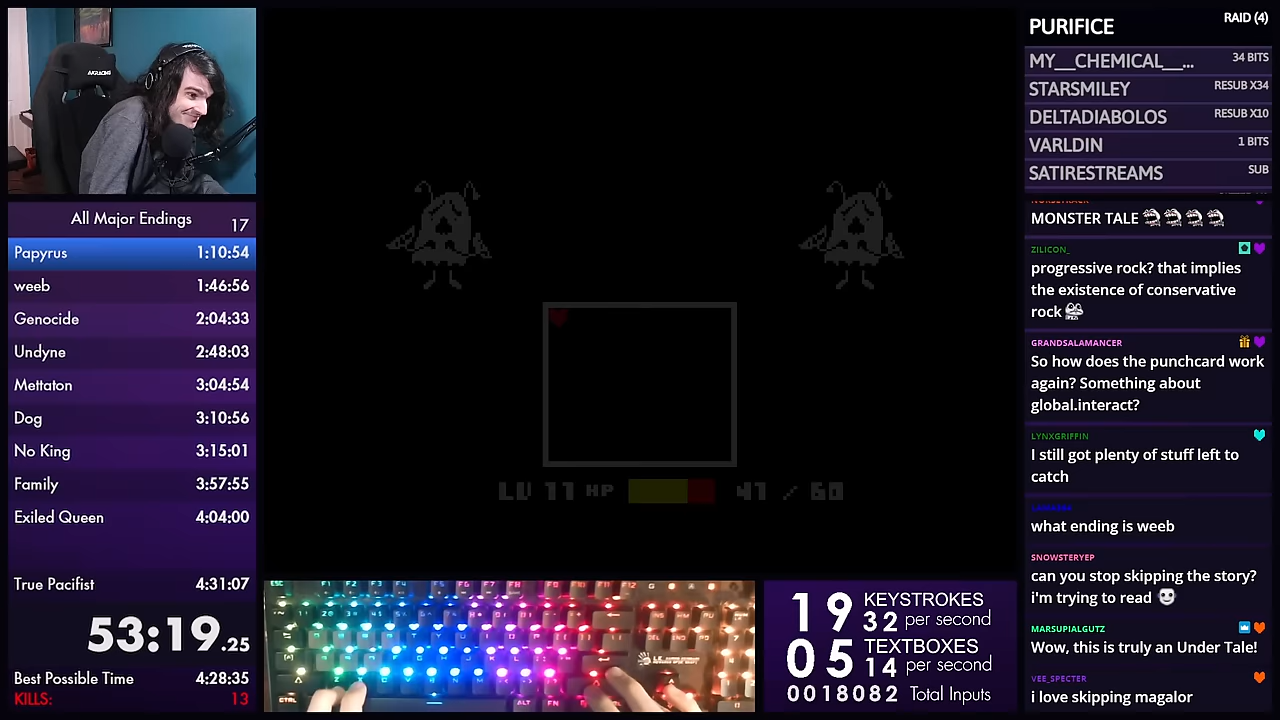 All Major Endings 17
Papyrus 1:10:54
weeb 1:46:56
Genocide 2:04:33
Undyne 2:48:03
Mettaton 3:04:54
Dog 3:10:56
No King 3:15:01
Family 3:57:55
Exiled Queen 4:04:00
True Pacifist 4:31:07
53:19.25
Best Possible Time 4:28:35
KILLS: 13
LV 11 HP 41 / 60
19 KEYSTROKES
32 per second
05 TEXTBOXES
14 per second
0018082 Total Inputs
PURIFICE RAID (4)
MY__CHEMICAL__... 34 BITS
STARSMILEY RESUB X34
DELTADIABOLOS RESUB X10
VARLDIN 1 BITS
SATIRESTREAMS SUB
MONSTER TALE
ZILICON_
progressive rock? that implies
the existence of conservative
rock
GRANDSALAMANCER
So how does the punchcard work
again? Something about
global.interact?
LYNXGRIFFIN
I still got plenty of stuff left to
catch
what ending is weeb
SNOWSTERYEP
can you stop skipping the story?
i'm trying to read
MARSUPIALGUTZ
Wow, this is truly an Under Tale!
VEE_SPECTER
i love skipping magalor